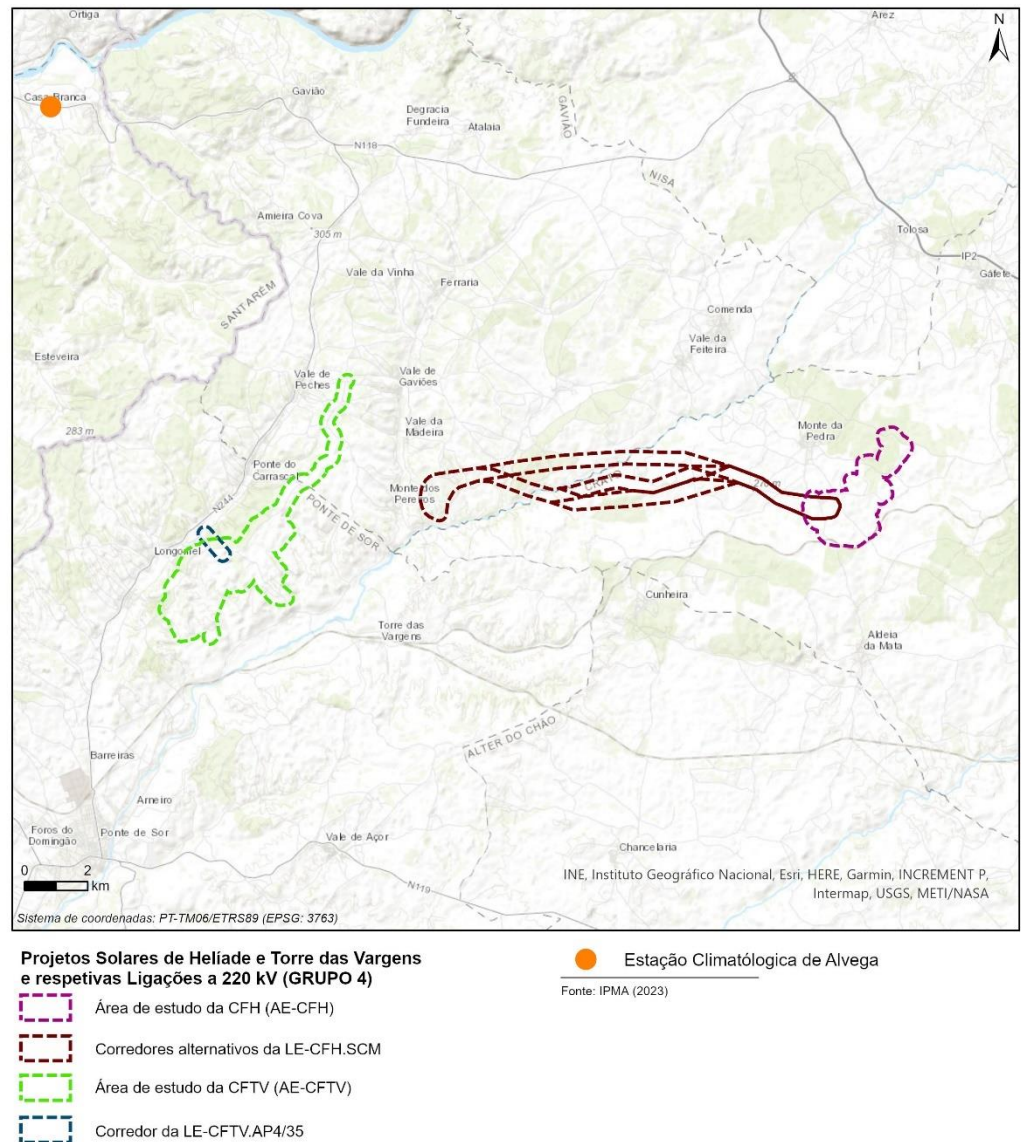 Ortiga
Arez
N
Casa Branca
Gavião
Degracia
Fundeira
Atalaia
GAVIÃO
N118
NISA
Amieira Cova
305 m
Tolosa
IP2
Gáfete
Vale da Vinha
Ferraria
SANTARÉM
Comenda
Vale da
Feiteira
Esteveira
Vale de
Peches
Vale de
Gaviões
283 m
Vale da
Madeira
Monte da
Pedra
Ponte do
Carrascal
Monte dos
Pereiros
CRATO
270 m
N244
PONTE DE SOR
Longomel
Cunheira
Torre das
Vargens
Aldeia
da Mata
ALTER DO CHÃO
Barreiras
Arneiro
Foros do
Domingão
Ponte de Sor
Vale de Açor
Chancelaria
N119
0 2
km
INE, Instituto Geográfico Nacional, Esri, HERE, Garmin, INCREMENT P,
Intermap, USGS, METI/NASA
Sistema de coordenadas: PT-TM06/ETRS89 (EPSG: 3763)
Projetos Solares de Helíade e Torre das Vargens
e respetivas Ligações a 220 kV (GRUPO 4)
Área de estudo da CFH (AE-CFH)
Corredores alternativos da LE-CFH.SCM
Área de estudo da CFTV (AE-CFTV)
Corredor da LE-CFTV.AP4/35
Estação Climatólogica de Alvega
Fonte: IPMA (2023)